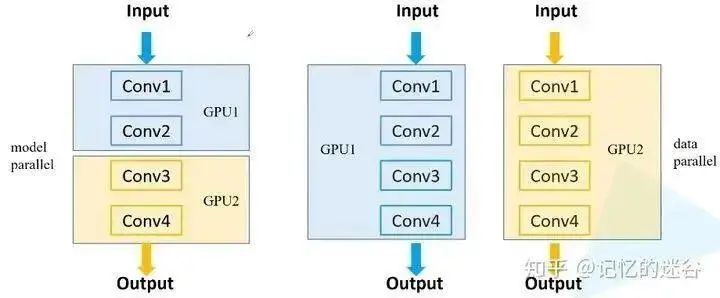 Input
Conv1
GPU1
Conv2
model
parallel
Conv3
GPU2
Conv4
Output
Input
Conv1
Conv2
GPU1
Conv3
Conv4
Output
Input
Conv1
Conv2
GPU2
Conv3
Conv4
Output
data
parallel
知乎 @记忆的迷谷